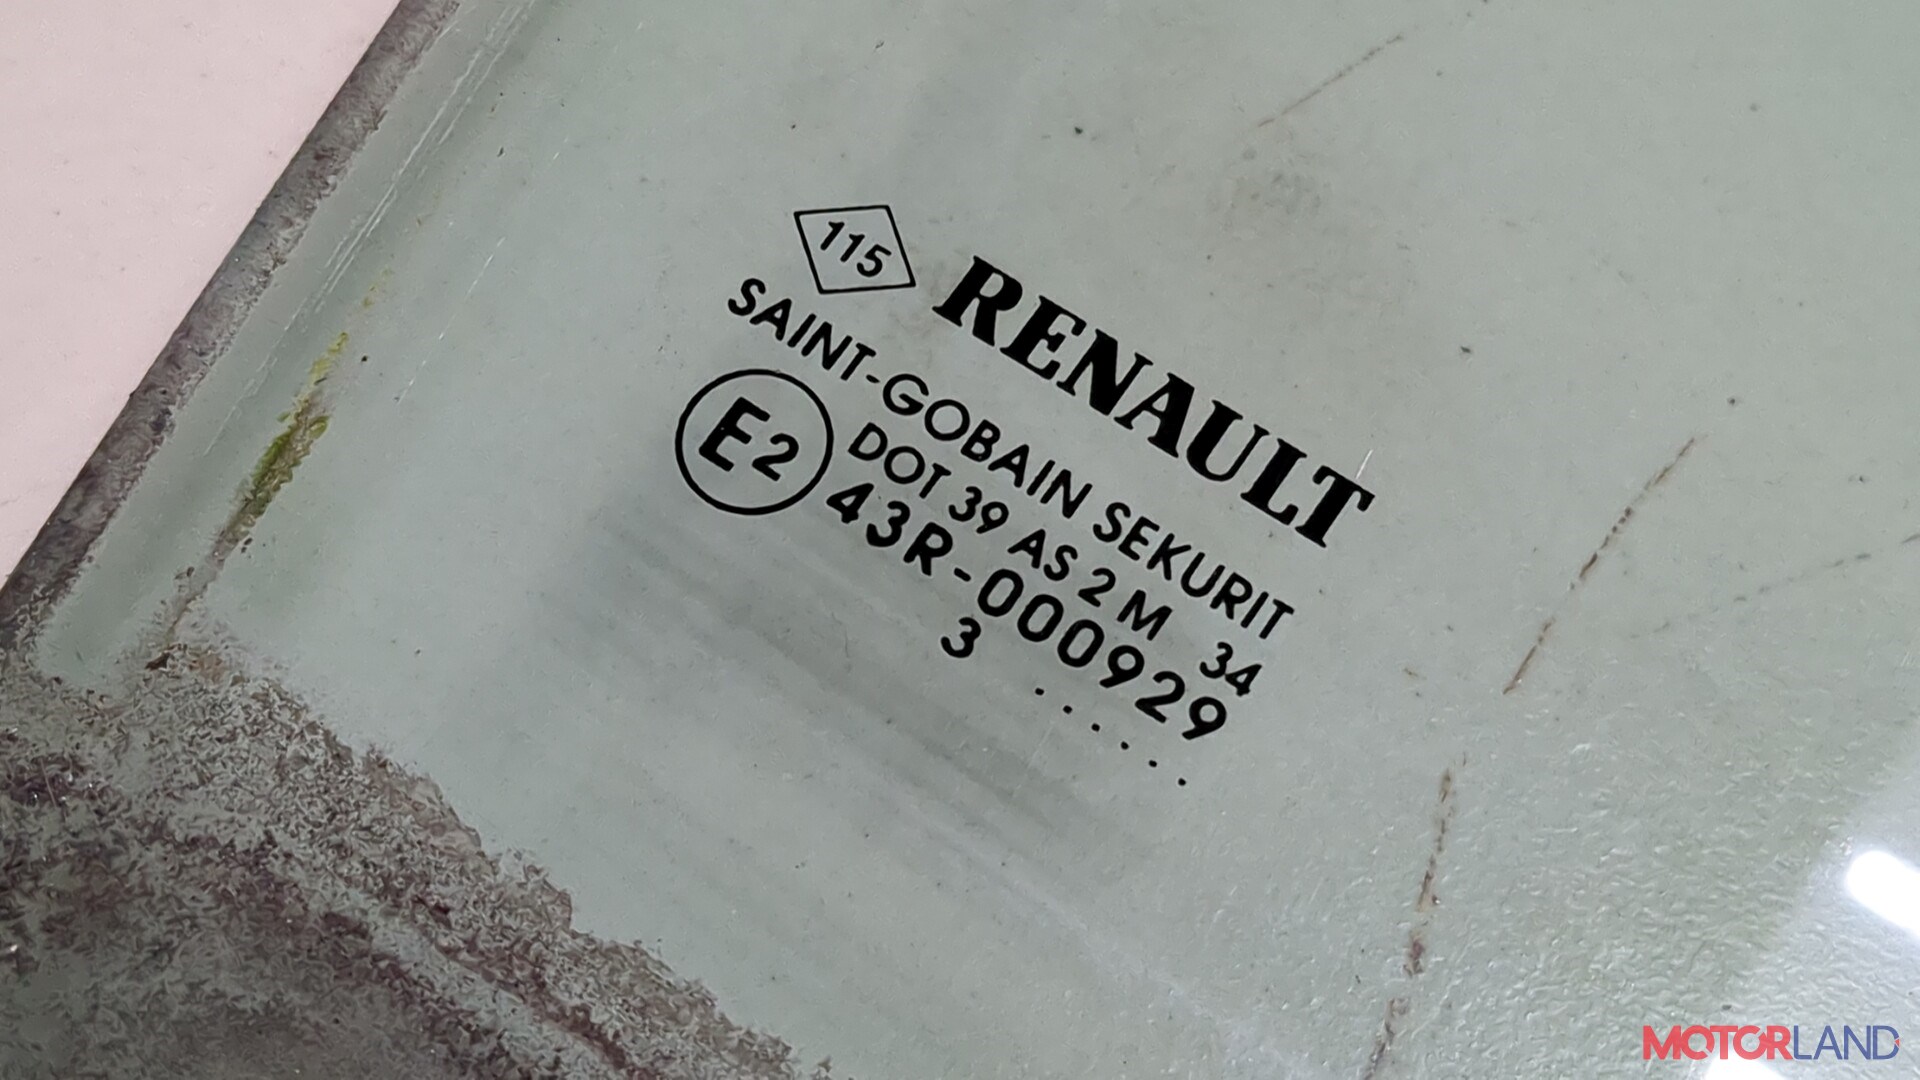 115
RENAULT
SAINT-GOBAIN SEKURIT
E2
DOT 39 AS 2 M 34
43R-000929
3 . . . . . .
MOTORLAND